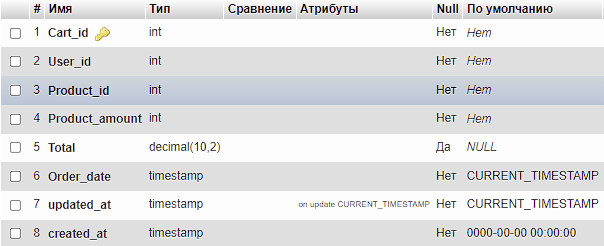 # Имя Тип Сравнение Атрибуты Null По умолчанию
1 Cart_id int Нет Нет
2 User_id int Нет Нет
3 Product_id int Нет Нет
4 Product_amount int Нет Нет
5 Total decimal(10,2) Да NULL
6 Order_date timestamp Нет CURRENT_TIMESTAMP
7 updated_at timestamp on update CURRENT_TIMESTAMP Нет CURRENT_TIMESTAMP
8 created_at timestamp Нет 0000-00-00 00:00:00